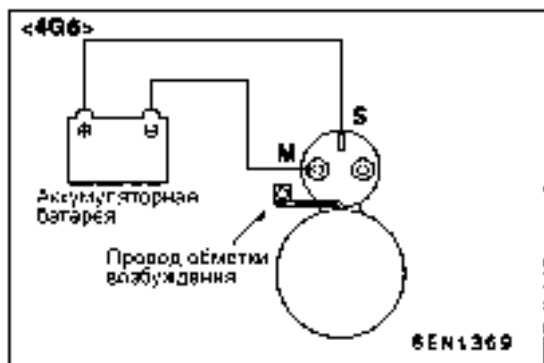 <4G6>
S
M
Аккумуляторная
батарея
Провод обмотки
возбуждения
6EN1369